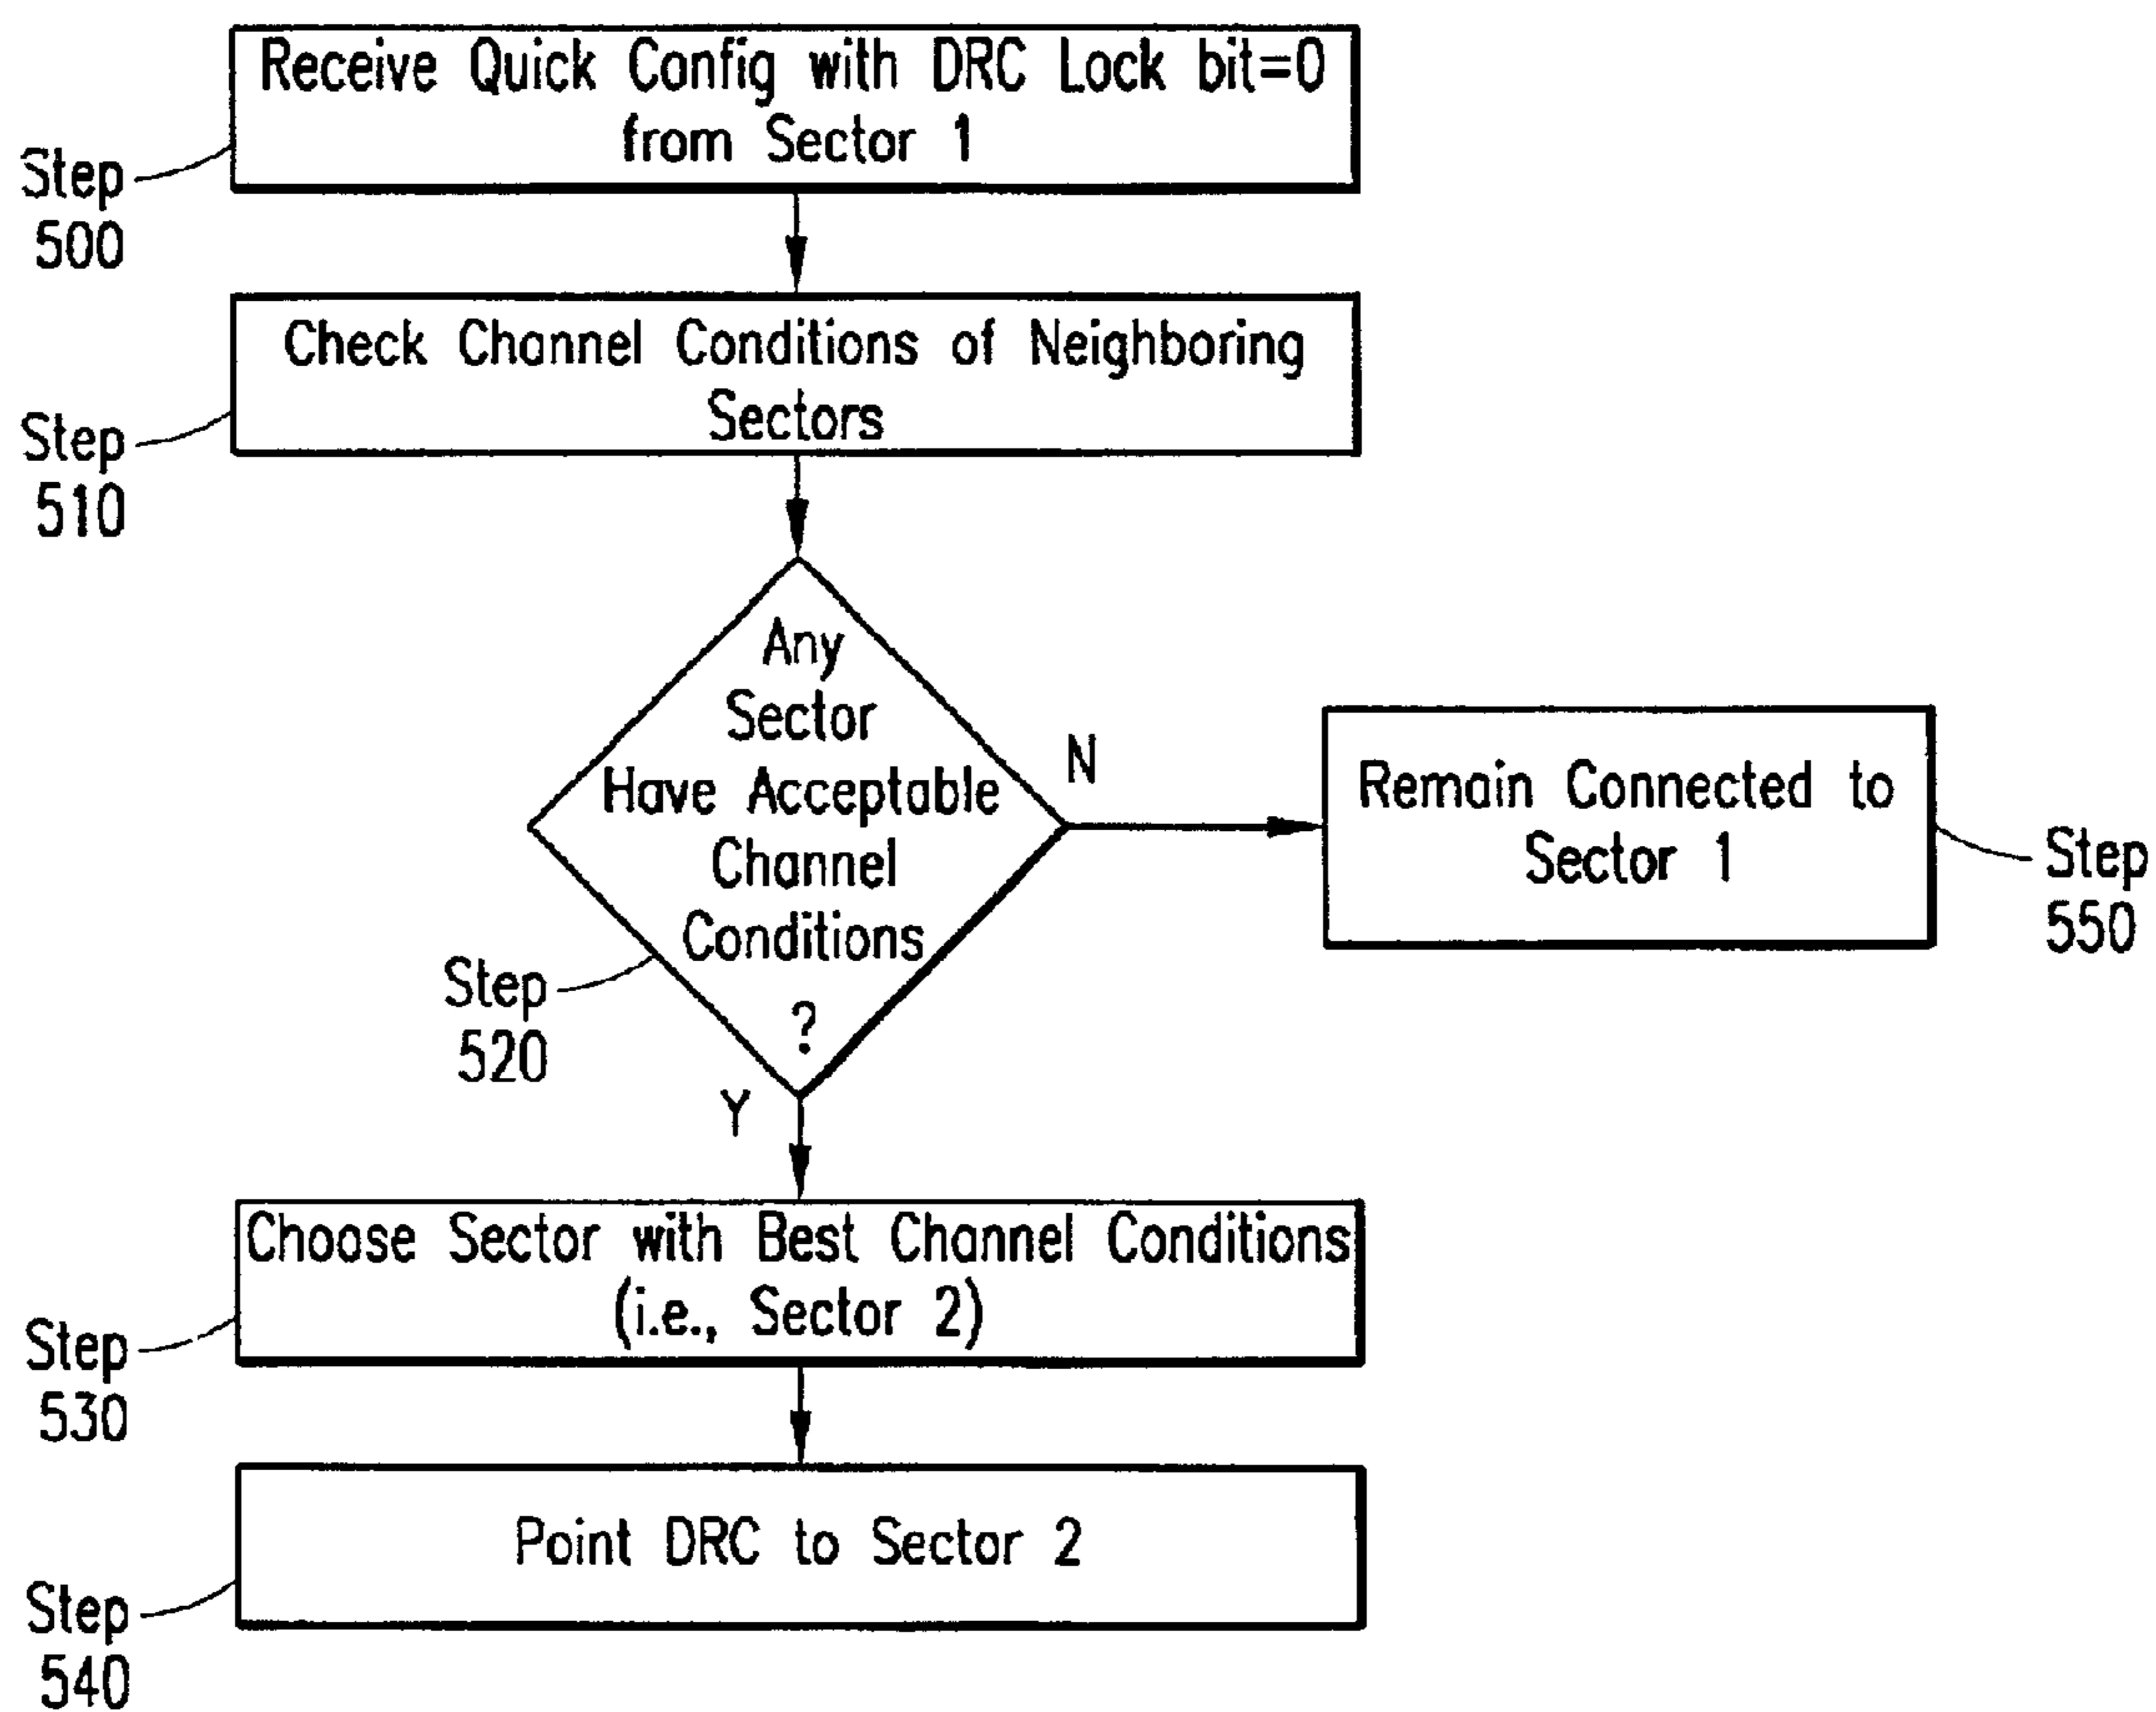 Receive Quick Config with DRC Lock bit=0
from Sector 1
Step
500
Check Channel Conditions of Neighboring
Sectors
Step
510
Any
Sector
Have Acceptable
Channel
Conditions
?
Step
520
N
Remain Connected to
Sector 1
Step
550
Y
Choose Sector with Best Channel Conditions
(i.e., Sector 2)
Step
530
Point DRC to Sector 2
Step
540